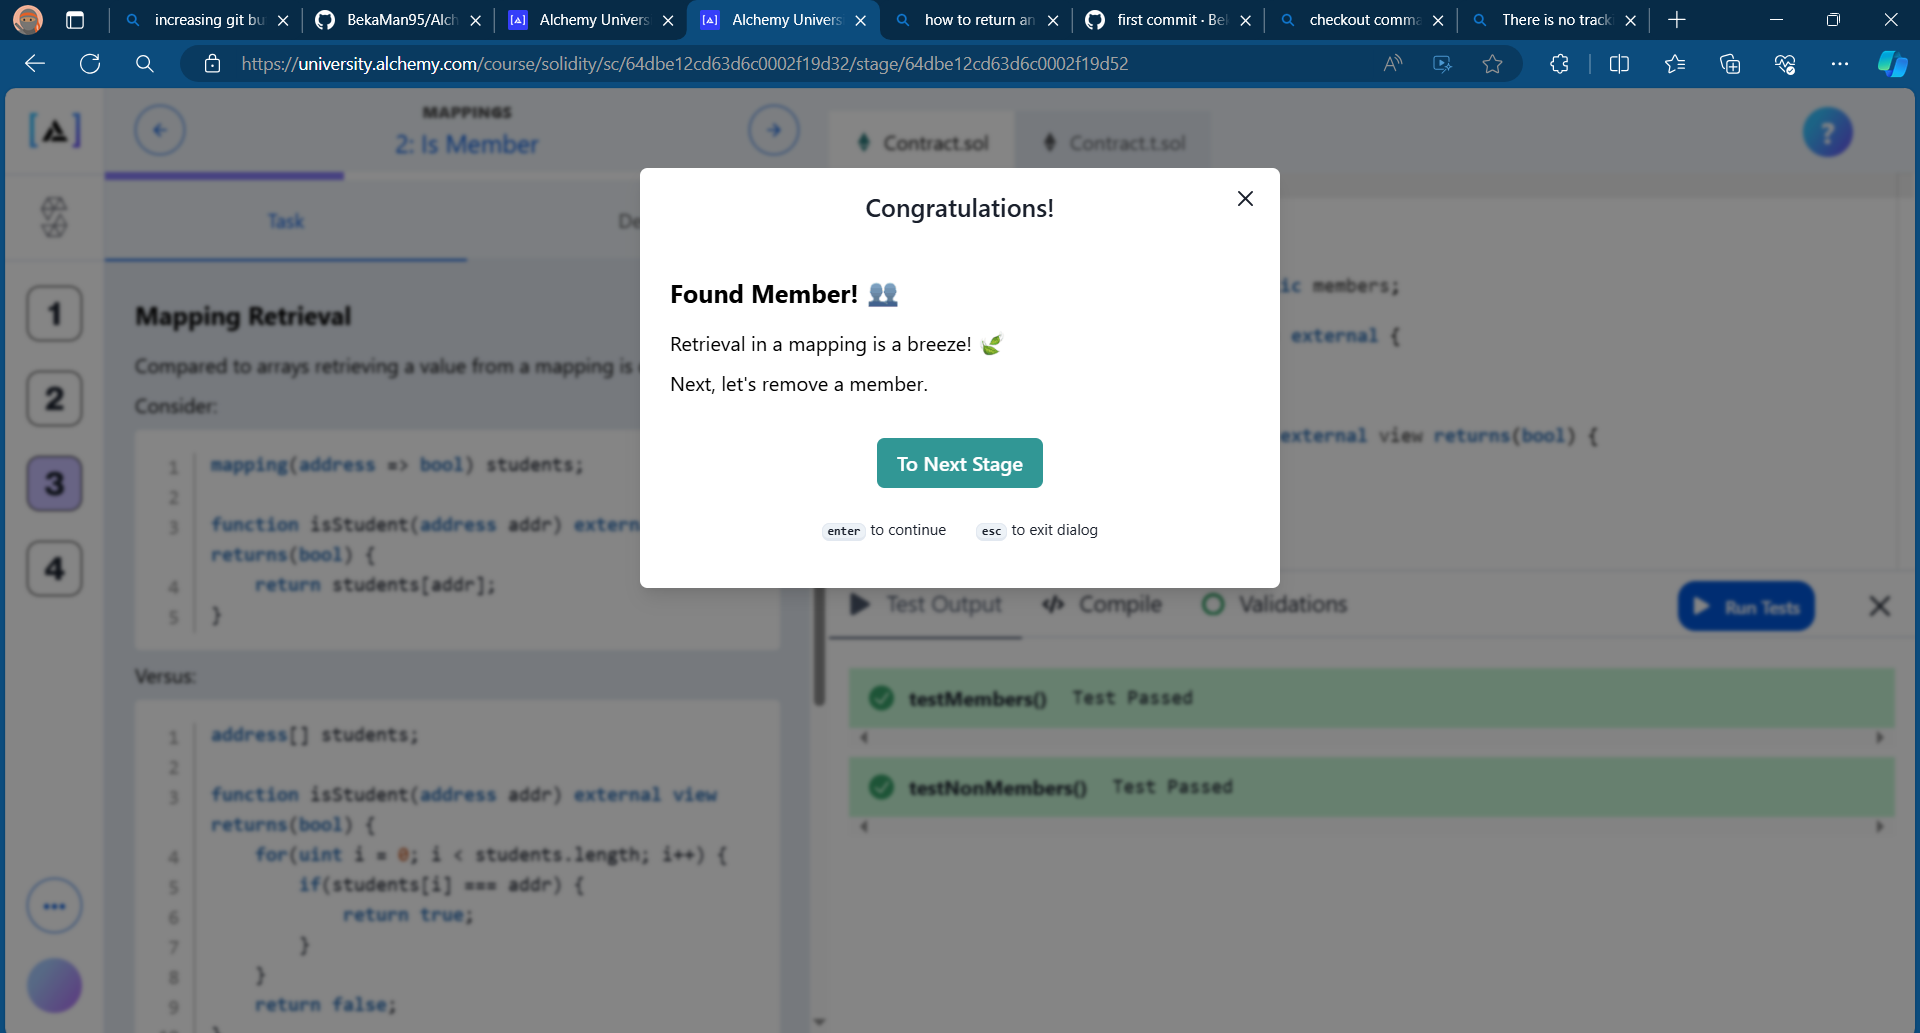 increasing git bu
BekaMan95/Alch
Alchemy Univers
Alchemy Univers
how to return an
first commit · Bek
checkout comma
There is no tracki
https://university.alchemy.com/course/solidity/sc/64dbe12cd63d6c0002f19d32/stage/64dbe12cd63d6c0002f19d52
MAPPINGS
2: Is Member
Contract.sol
Contract.t.sol
?
Task
De
1
2
3
4
Mapping Retrieval
Compared to arrays retrieving a value from a mapping is
Consider:
1 mapping(address => bool) students;
2
3 function isStudent(address addr) extern
returns(bool) {
4 return students[addr];
5 }
Versus:
1 address[] students;
2
3 function isStudent(address addr) external view
returns(bool) {
4 for(uint i = 0; i < students.length; i++) {
5 if(students[i] === addr) {
6 return true;
7 }
8 }
9 return false;
Congratulations!
Found Member!
Retrieval in a mapping is a breeze!
Next, let's remove a member.
To Next Stage
enter to continue
esc to exit dialog
ic members;
external {
external view returns(bool) {
Test Output
Compile
Validations
Run Tests
testMembers() Test Passed
testNonMembers() Test Passed